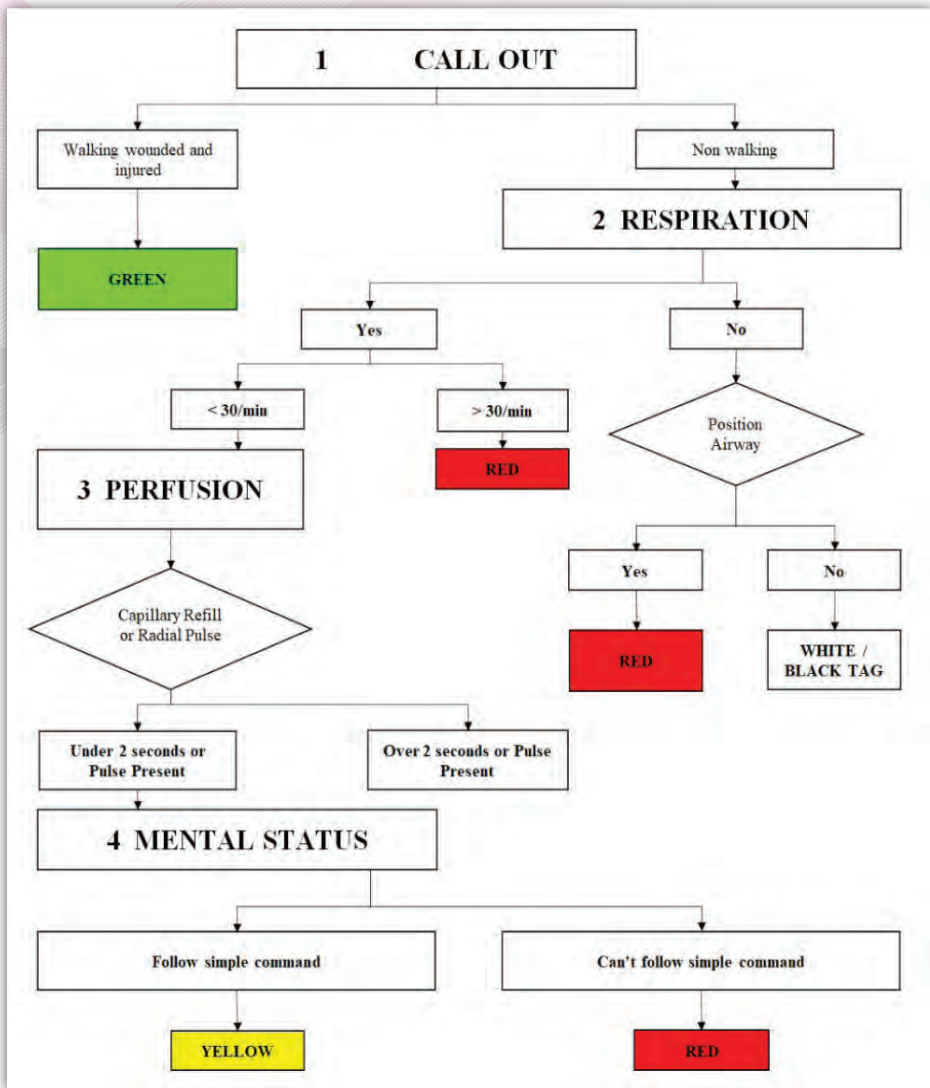 1 CALL OUT
Walking wounded and
injured
Non walking
2 RESPIRATION
GREEN
Yes
No
< 30/min
> 30/min
Position
Airway
3 PERFUSION
RED
Yes
No
Capillary Refill
or Radial Pulse
RED
WHITE /
BLACK TAG
Under 2 seconds or
Pulse Present
Over 2 seconds or Pulse
Present
4 MENTAL STATUS
Follow simple command
Can't follow simple command
YELLOW
RED